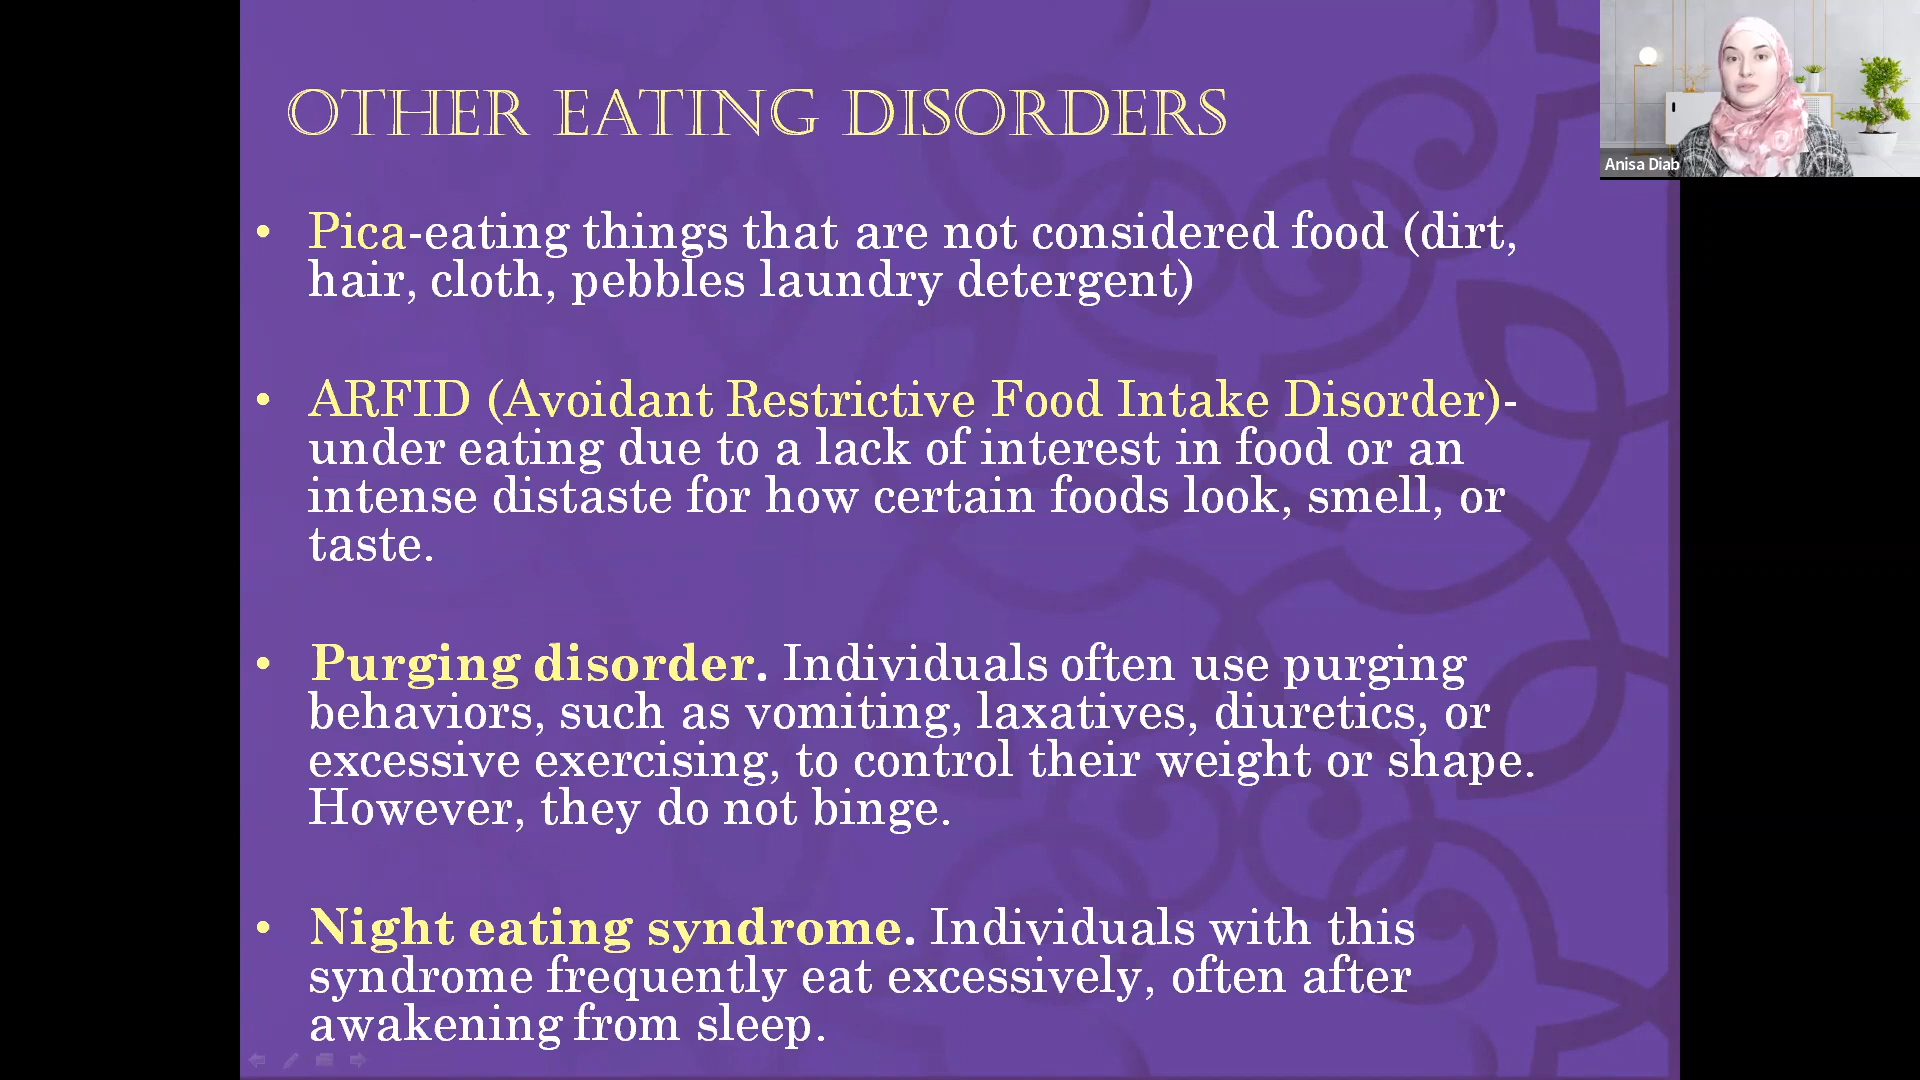 OTHER EATING DISORDERS
Anisa Diab
• Pica-eating things that are not considered food (dirt,
hair, cloth, pebbles laundry detergent)
• ARFID (Avoidant Restrictive Food Intake Disorder)-
under eating due to a lack of interest in food or an
intense distaste for how certain foods look, smell, or
taste.
• Purging disorder. Individuals often use purging
behaviors, such as vomiting, laxatives, diuretics, or
excessive exercising, to control their weight or shape.
However, they do not binge.
• Night eating syndrome. Individuals with this
syndrome frequently eat excessively, often after
awakening from sleep.